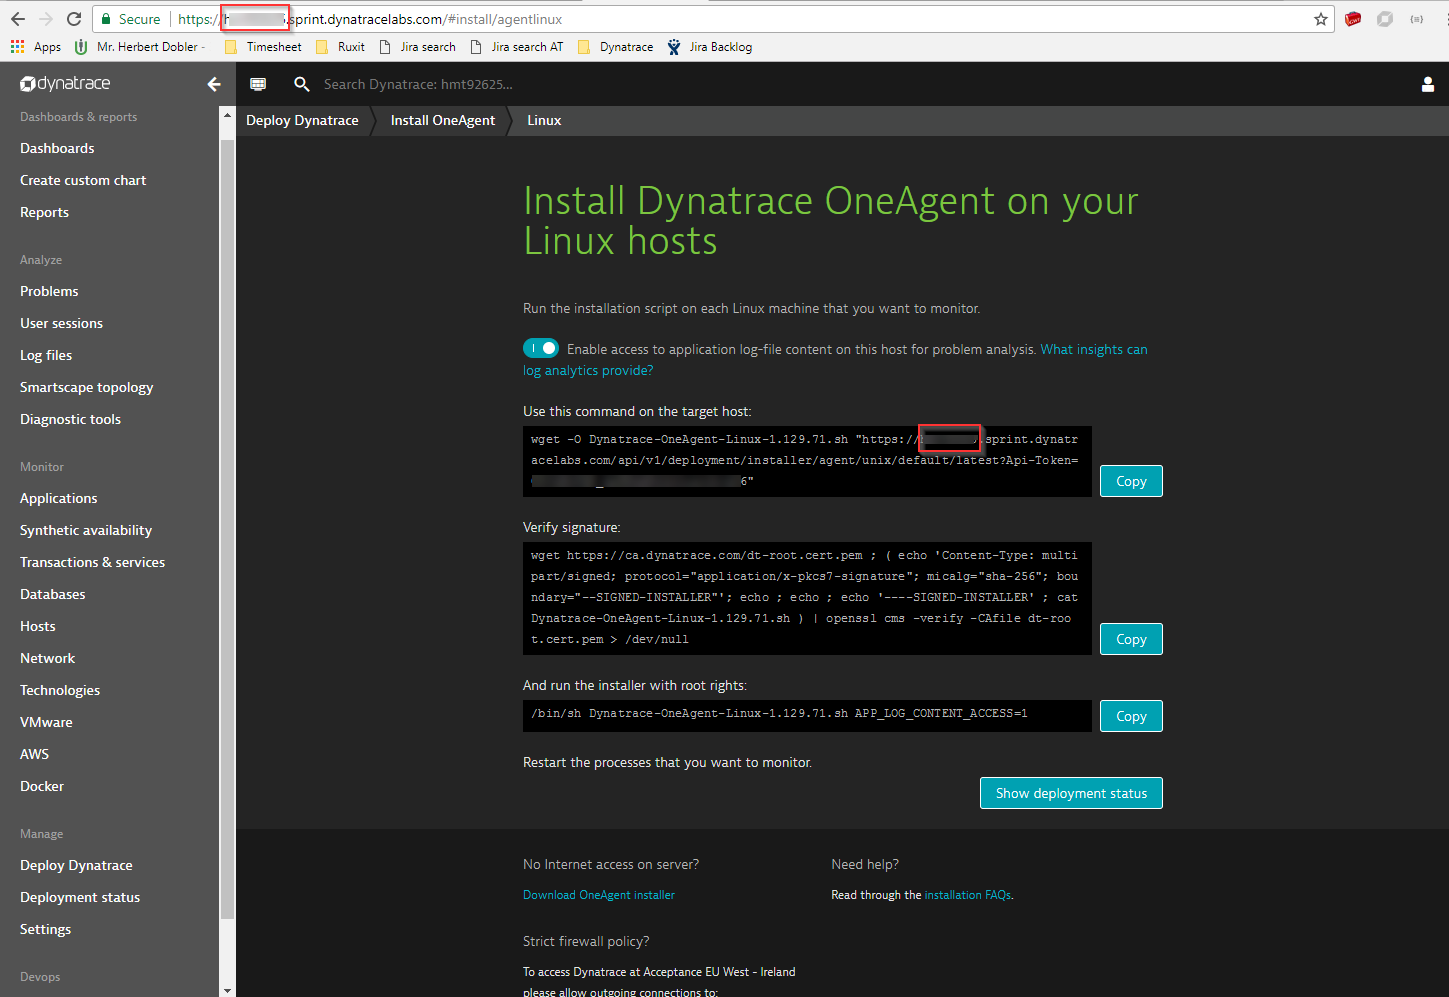 Secure https://h .sprint.dynatracelabs.com/#install/agentlinux
Apps Mr. Herbert Dobler - Timesheet Ruxit Jira search Jira search AT Dynatrace Jira Backlog
dynatrace
Search Dynatrace: hmt92625...
Deploy Dynatrace Install OneAgent Linux
Dashboards & reports
Dashboards
Create custom chart
Reports
Analyze
Problems
User sessions
Log files
Smartscape topology
Diagnostic tools
Monitor
Applications
Synthetic availability
Transactions & services
Databases
Hosts
Network
Technologies
VMware
AWS
Docker
Manage
Deploy Dynatrace
Deployment status
Settings
Devops
Install Dynatrace OneAgent on your
Linux hosts
Run the installation script on each Linux machine that you want to monitor.
Enable access to application log-file content on this host for problem analysis. What insights can
log analytics provide?
Use this command on the target host:
wget -O Dynatrace-OneAgent-Linux-1.129.71.sh "https:// .sprint.dynatr
acelabs.com/api/v1/deployment/installer/agent/unix/default/latest?Api-Token=
6"
Copy
Verify signature:
wget https://ca.dynatrace.com/dt-root.cert.pem ; ( echo 'Content-Type: multi
part/signed; protocol="application/x-pkcs7-signature"; micalg="sha-256"; bou
ndary="--SIGNED-INSTALLER"'; echo ; echo ; echo '----SIGNED-INSTALLER' ; cat
Dynatrace-OneAgent-Linux-1.129.71.sh ) | openssl cms -verify -CAfile dt-roo
t.cert.pem > /dev/null
Copy
And run the installer with root rights:
/bin/sh Dynatrace-OneAgent-Linux-1.129.71.sh APP_LOG_CONTENT_ACCESS=1
Copy
Restart the processes that you want to monitor.
Show deployment status
No Internet access on server?
Download OneAgent installer
Need help?
Read through the installation FAQs.
Strict firewall policy?
To access Dynatrace at Acceptance EU West - Ireland
please allow outgoing connections to: